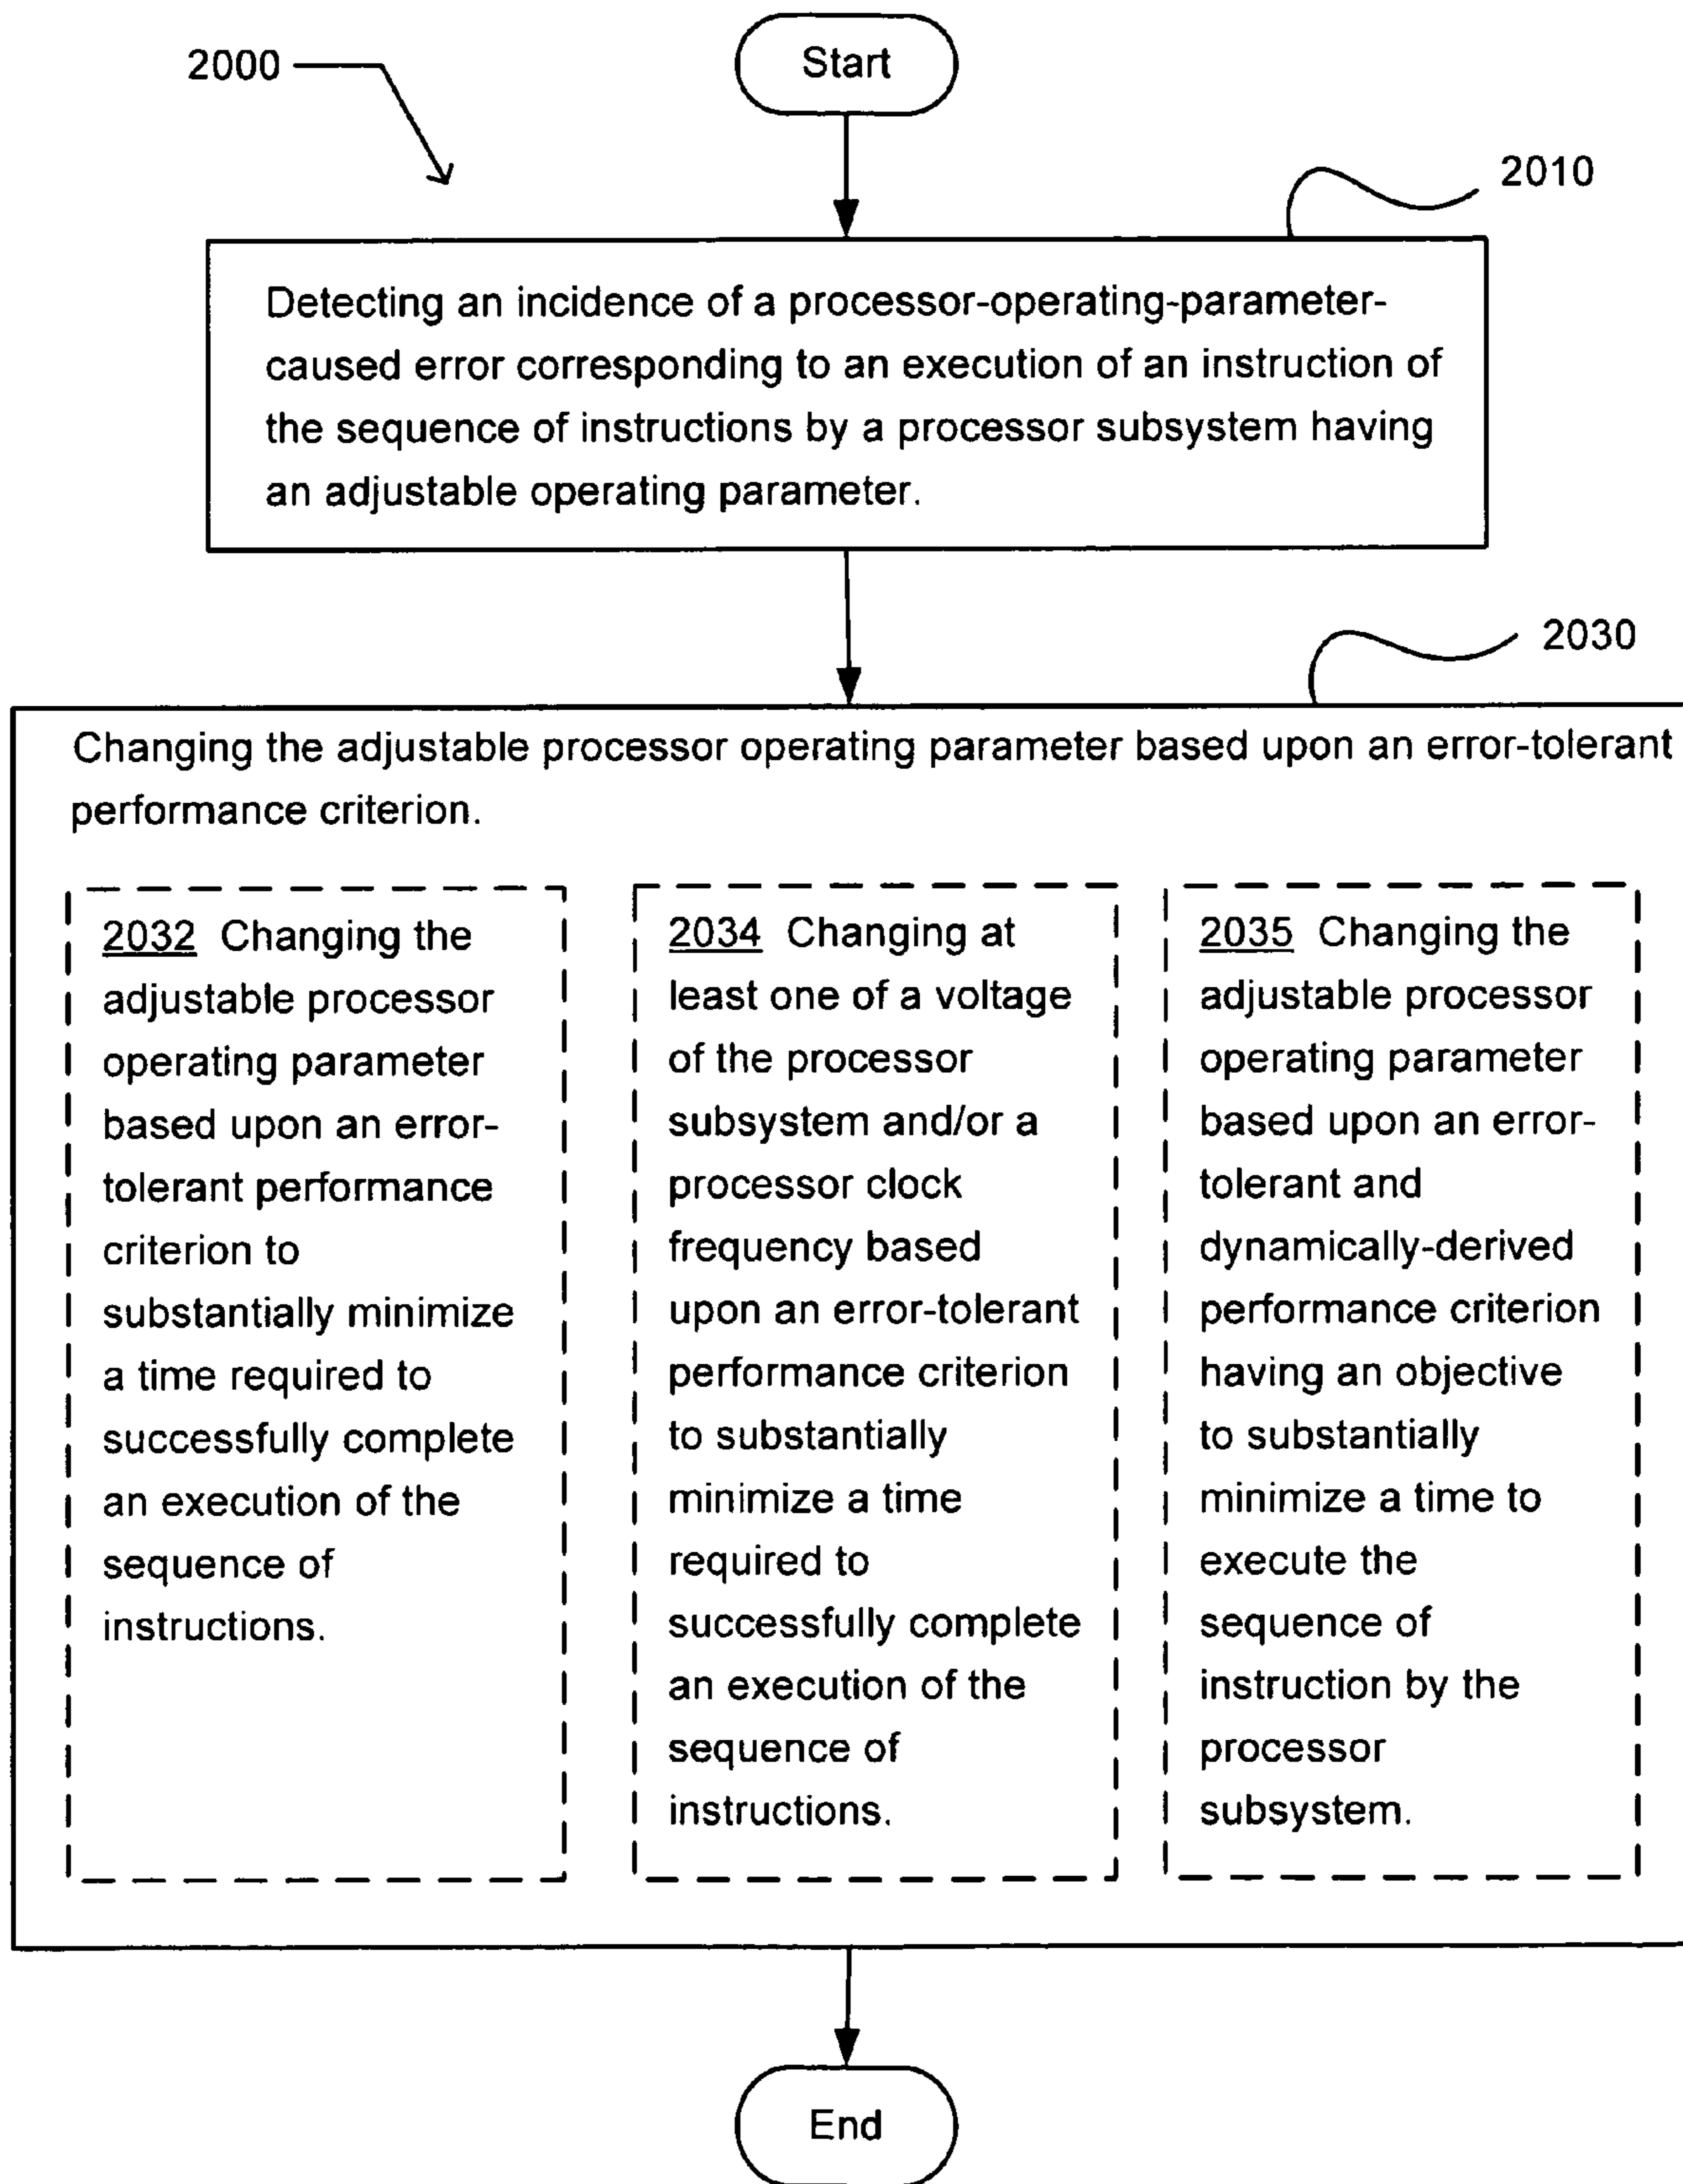 2000
Start
2010
Detecting an incidence of a processor-operating-parameter-
caused error corresponding to an execution of an instruction of
the sequence of instructions by a processor subsystem having
an adjustable operating parameter.
2030
Changing the adjustable processor operating parameter based upon an error-tolerant
performance criterion.
2032 Changing the
adjustable processor
operating parameter
based upon an error-
tolerant performance
criterion to
substantially minimize
a time required to
successfully complete
an execution of the
sequence of
instructions.
2034 Changing at
least one of a voltage
of the processor
subsystem and/or a
processor clock
frequency based
upon an error-tolerant
performance criterion
to substantially
minimize a time
required to
successfully complete
an execution of the
sequence of
instructions.
2035 Changing the
adjustable processor
operating parameter
based upon an error-
tolerant and
dynamically-derived
performance criterion
having an objective
to substantially
minimize a time to
execute the
sequence of
instruction by the
processor
subsystem.
End